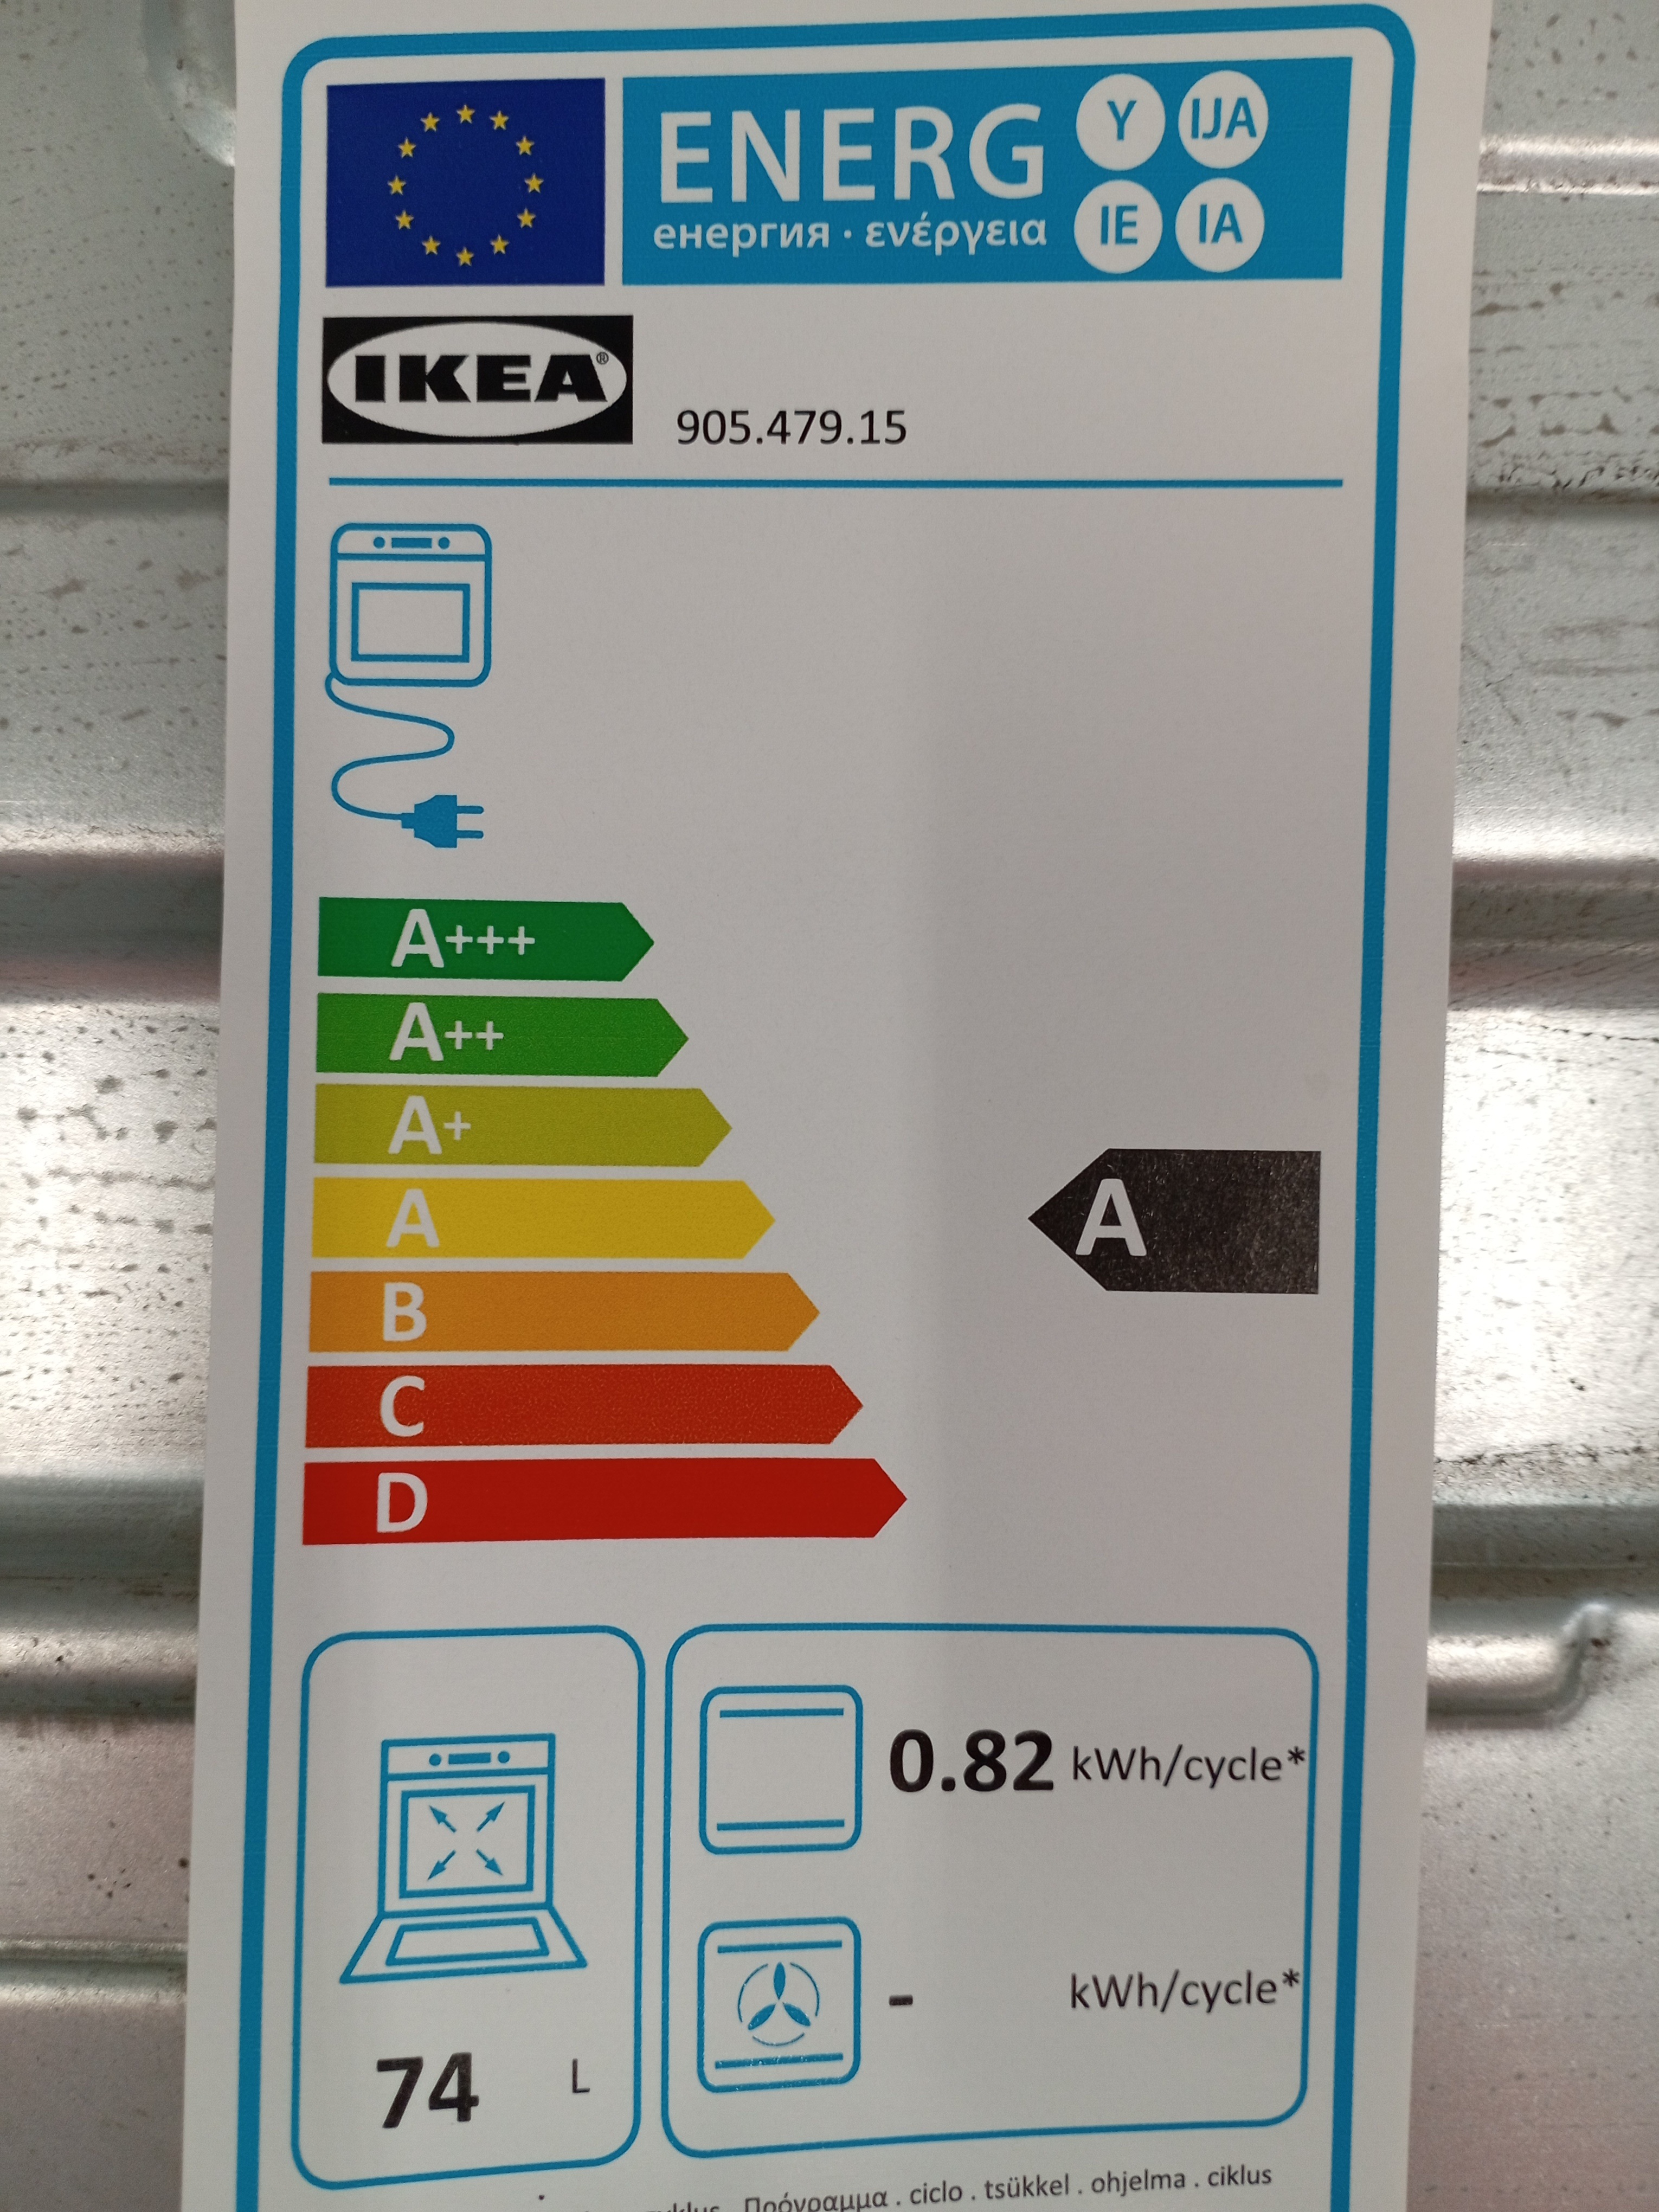 ENERG Y IJA
енергия · ενέργεια IE IA
IKEA®
905.479.15
A+++
A++
A+
A
A
B
C
D
0.82 kWh/cycle*
- kWh/cycle*
74 L
Πρόγραμμα . ciclo . tsükkel . ohjelma . ciklus